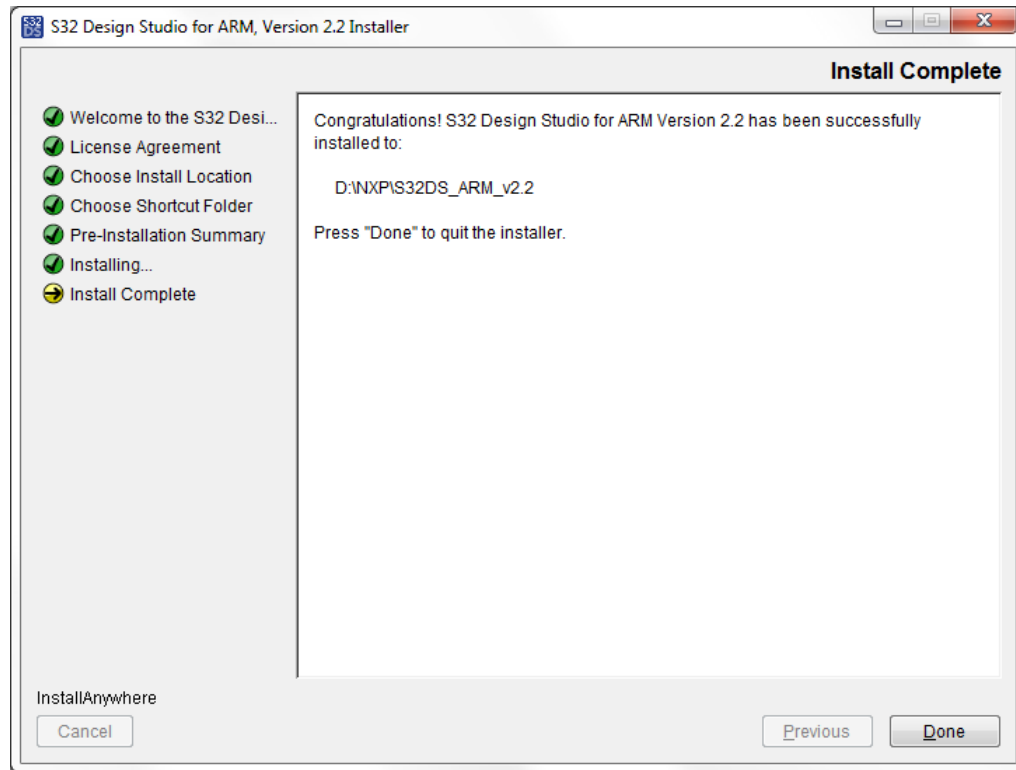 S32 DS
S32 Design Studio for ARM, Version 2.2 Installer
Install Complete
Welcome to the S32 Desi...
License Agreement
Choose Install Location
Choose Shortcut Folder
Pre-Installation Summary
Installing...
Install Complete
Congratulations! S32 Design Studio for ARM Version 2.2 has been successfully
installed to:
D:\NXP\S32DS_ARM_v2.2
Press "Done" to quit the installer.
InstallAnywhere
Cancel
Previous
Done